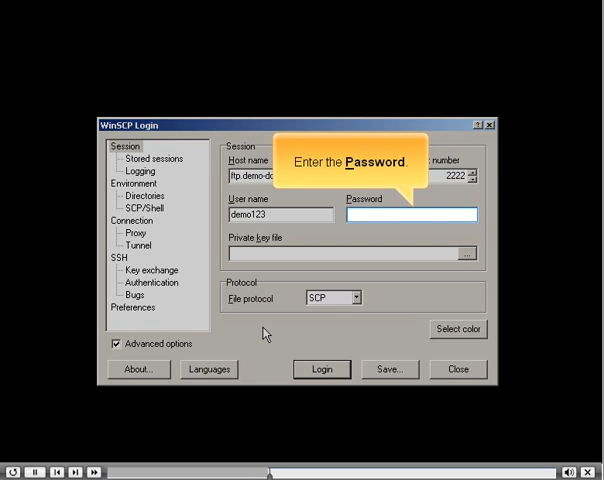 WinSCP Login
Session
Stored sessions
Logging
Environment
Directories
SCP/Shell
Connection
Proxy
Tunnel
SSH
Key exchange
Authentication
Bugs
Preferences
Advanced options
Session
Host name
number
ftp.demo-
2222
Enter the Password.
User name
Password
demo123
Private key file
...
Protocol
File protocol
SCP
Select color
About...
Languages
Login
Save...
Close